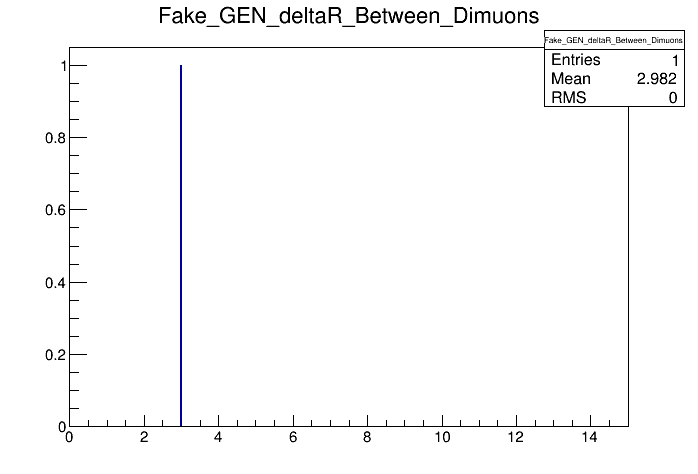 Fake_GEN_deltaR_Between_Dimuons
Fake_GEN_deltaR_Between_Dimuons
Entries 1
Mean 2.982
RMS 0
1
0.8
0.6
0.4
0.2
0
0 2 4 6 8 10 12 14